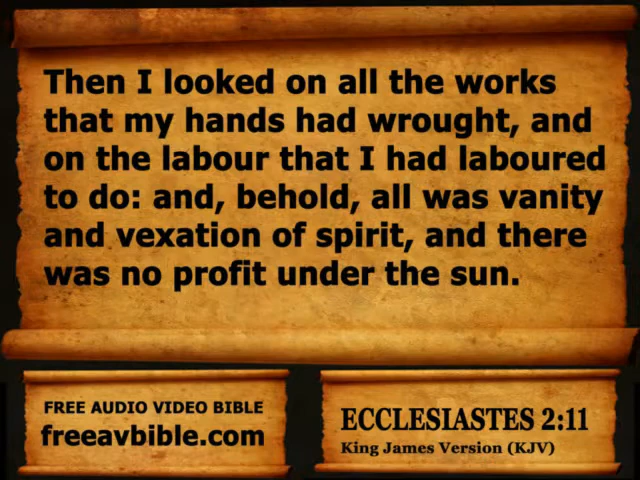 Then I looked on all the works
that my hands had wrought, and
on the labour that I had laboured
to do: and, behold, all was vanity
and vexation of spirit, and there
was no profit under the sun.
FREE AUDIO VIDEO BIBLE
freeavbible.com
ECCLESIASTES 2:11
King James Version (KJV)